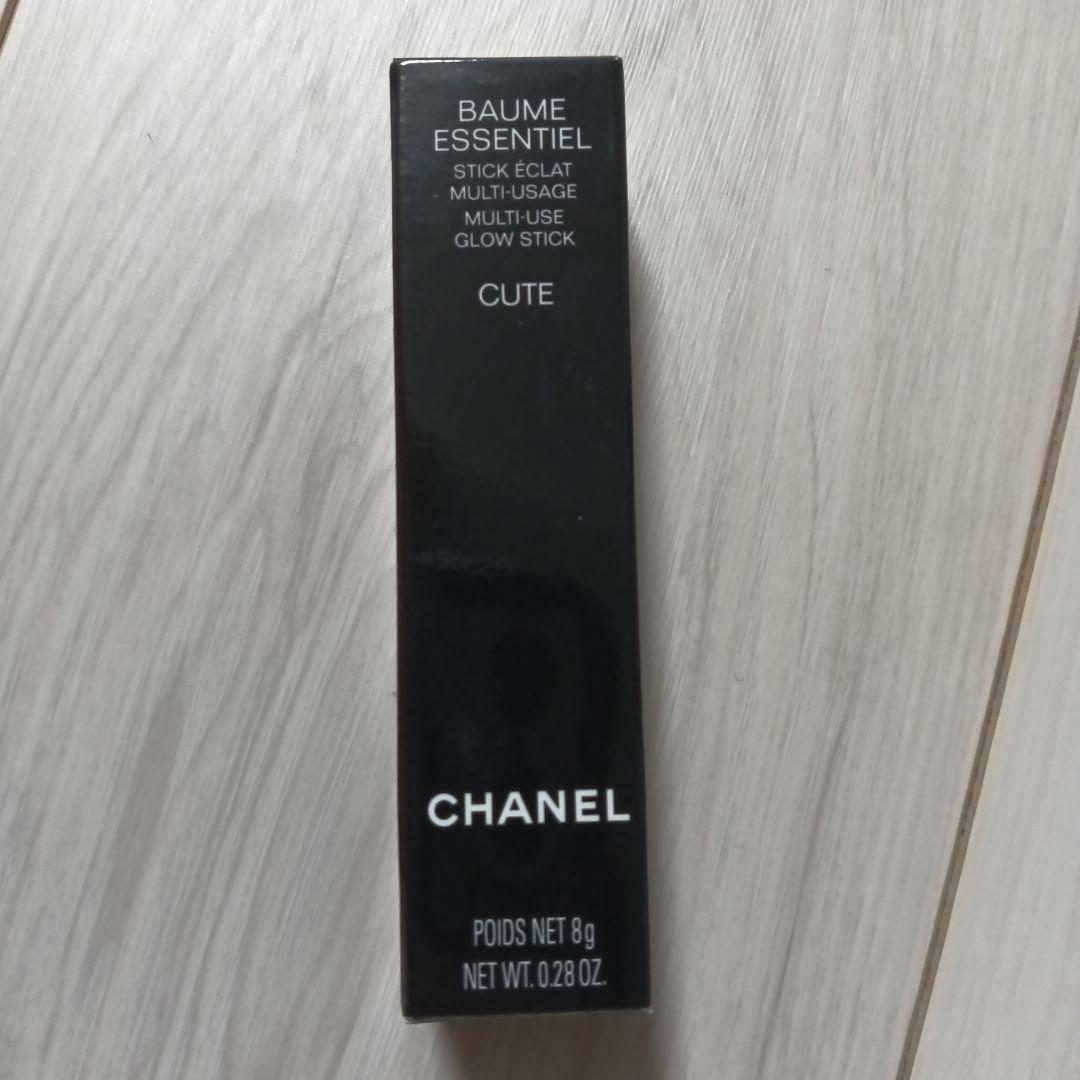 BAUME
ESSENTIEL
STICK ÉCLAT
MULTI-USAGE
MULTI-USE
GLOW STICK
CUTE
CHANEL
POIDS NET 8g
NET WT. 0.28 OZ.